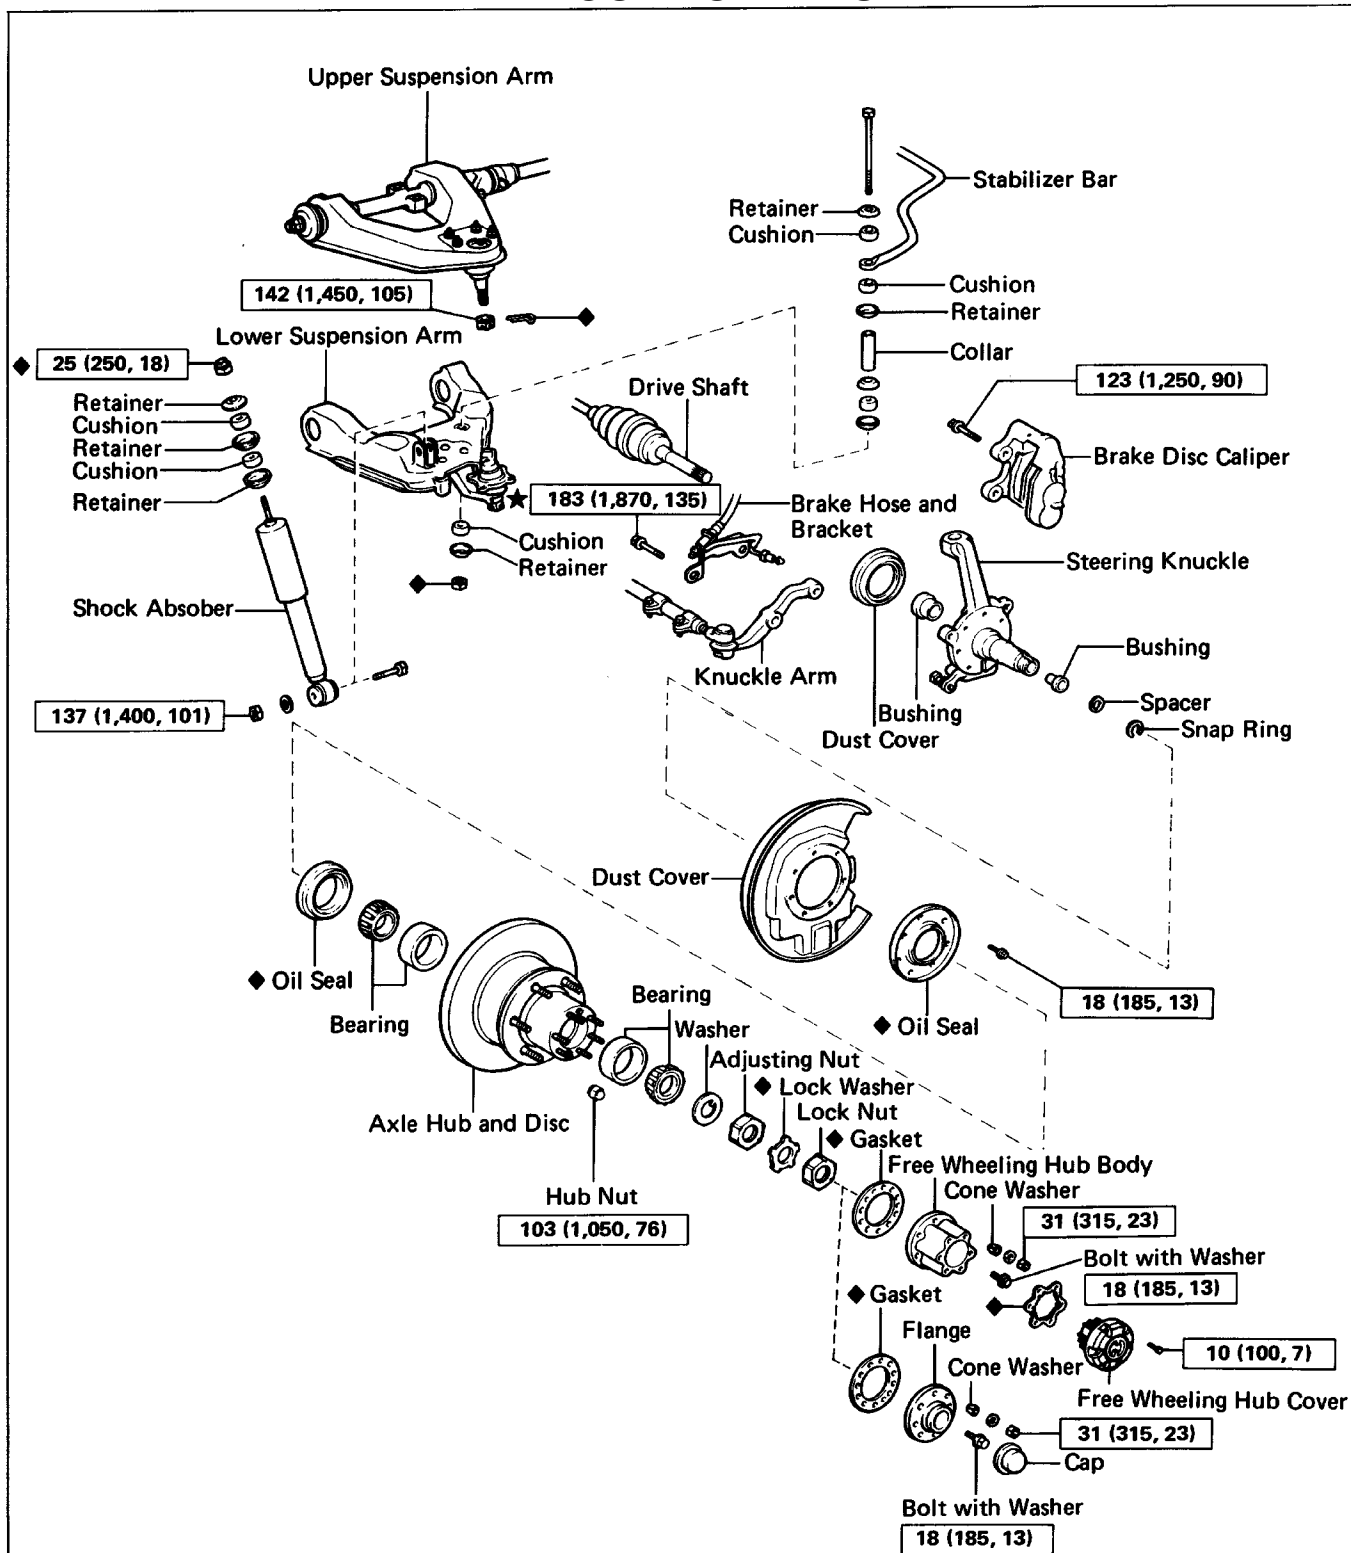 Upper Suspension Arm
Stabilizer Bar
Retainer
Cushion
142 (1,450, 105)
◆
Cushion
Retainer
Lower Suspension Arm
◆ 25 (250, 18)
Collar
123 (1,250, 90)
Drive Shaft
Retainer
Cushion
Retainer
Cushion
Retainer
Brake Disc Caliper
★ 183 (1,870, 135)
Brake Hose and
Bracket
Cushion
Retainer
◆
Steering Knuckle
Shock Absober
Bushing
Knuckle Arm
Spacer
137 (1,400, 101)
Bushing
Dust Cover
Snap Ring
Dust Cover
◆ Oil Seal
Bearing
Bearing
Washer
Adjusting Nut
◆ Lock Washer
Lock Nut
◆ Gasket
18 (185, 13)
◆ Oil Seal
Axle Hub and Disc
Free Wheeling Hub Body
Cone Washer
Hub Nut
103 (1,050, 76)
31 (315, 23)
Bolt with Washer
18 (185, 13)
◆ Gasket
◆
Flange
10 (100, 7)
Cone Washer
Free Wheeling Hub Cover
31 (315, 23)
Cap
Bolt with Washer
18 (185, 13)